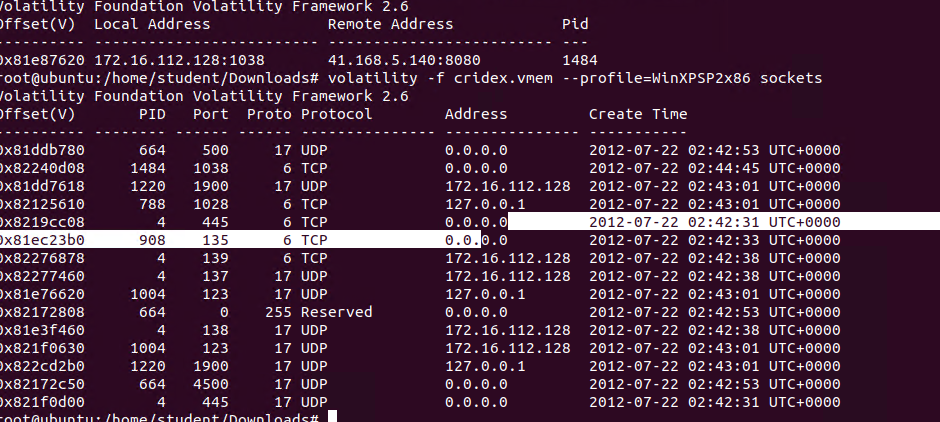 Volatility Foundation Volatility Framework 2.6
Offset(V)  Local Address             Remote Address            Pid
---------- ------------------------- ------------------------- ---
0x81e87620 172.16.112.128:1038       41.168.5.140:8080         1484
root@ubuntu:/home/student/Downloads# volatility -f cridex.vmem --profile=WinXPSP2x86 sockets
Volatility Foundation Volatility Framework 2.6
Offset(V)       PID   Port  Proto Protocol        Address         Create Time
---------- -------- ------ ------ --------------- --------------- -----------
0x81ddb780      664    500     17 UDP             0.0.0.0         2012-07-22 02:42:53 UTC+0000
0x82240d08     1484   1038      6 TCP             0.0.0.0         2012-07-22 02:44:45 UTC+0000
0x81dd7618     1220   1900     17 UDP             172.16.112.128  2012-07-22 02:43:01 UTC+0000
0x82125610      788   1028      6 TCP             127.0.0.1       2012-07-22 02:43:01 UTC+0000
0x8219cc08        4    445      6 TCP             0.0.0.0         2012-07-22 02:42:31 UTC+0000
0x81ec23b0      908    135      6 TCP             0.0.0.0         2012-07-22 02:42:33 UTC+0000
0x82276878        4    139      6 TCP             172.16.112.128  2012-07-22 02:42:38 UTC+0000
0x82277460        4    137     17 UDP             172.16.112.128  2012-07-22 02:42:38 UTC+0000
0x81e76620     1004    123     17 UDP             127.0.0.1       2012-07-22 02:43:01 UTC+0000
0x82172808      664      0    255 Reserved        0.0.0.0         2012-07-22 02:42:53 UTC+0000
0x81e3f460        4    138     17 UDP             172.16.112.128  2012-07-22 02:42:38 UTC+0000
0x821f0630     1004    123     17 UDP             172.16.112.128  2012-07-22 02:43:01 UTC+0000
0x822cd2b0     1220   1900     17 UDP             127.0.0.1       2012-07-22 02:43:01 UTC+0000
0x82172c50      664   4500     17 UDP             0.0.0.0         2012-07-22 02:42:53 UTC+0000
0x821f0d00        4    445     17 UDP             0.0.0.0         2012-07-22 02:42:31 UTC+0000
root@ubuntu:/home/student/Downloads#